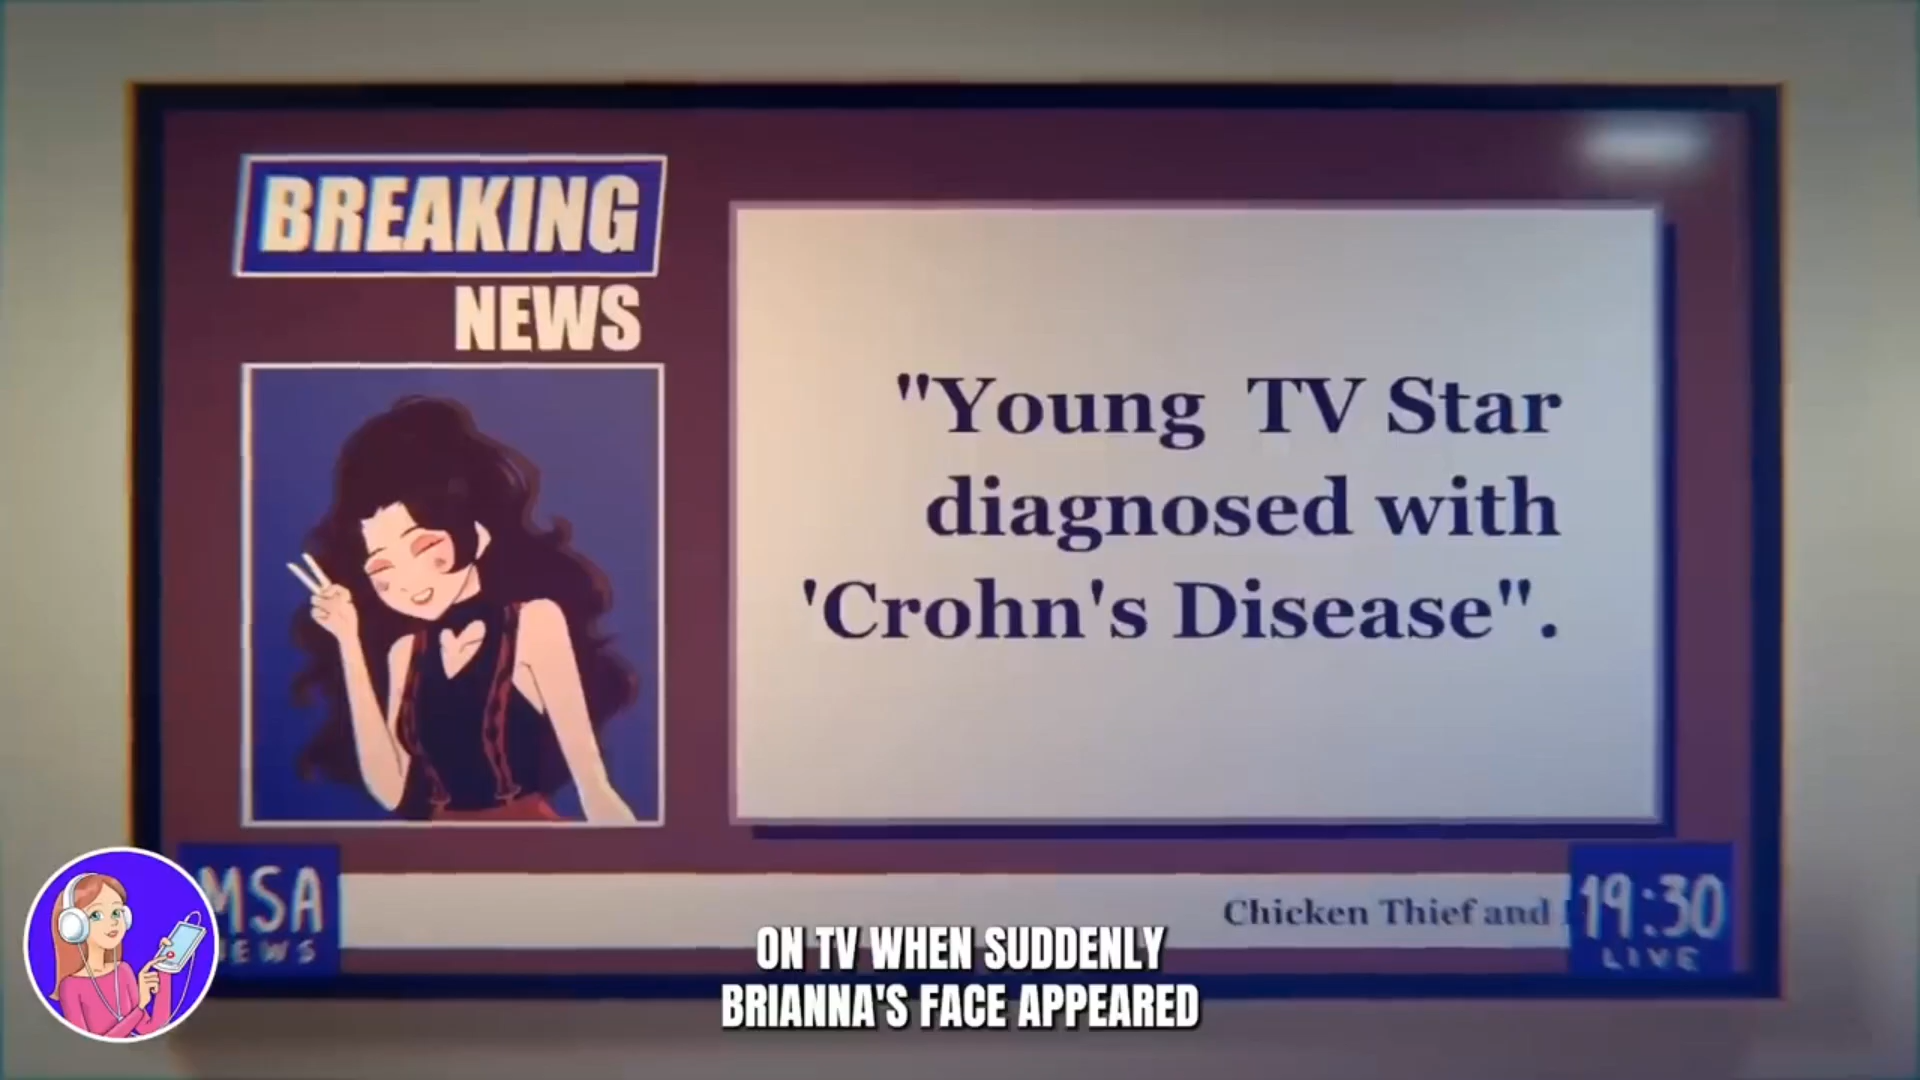 BREAKING
NEWS
"Young TV Star
diagnosed with
'Crohn's Disease".
MSA
NEWS
Chicken Thief and
19:30
LIVE
ON TV WHEN SUDDENLY
BRIANNA'S FACE APPEARED